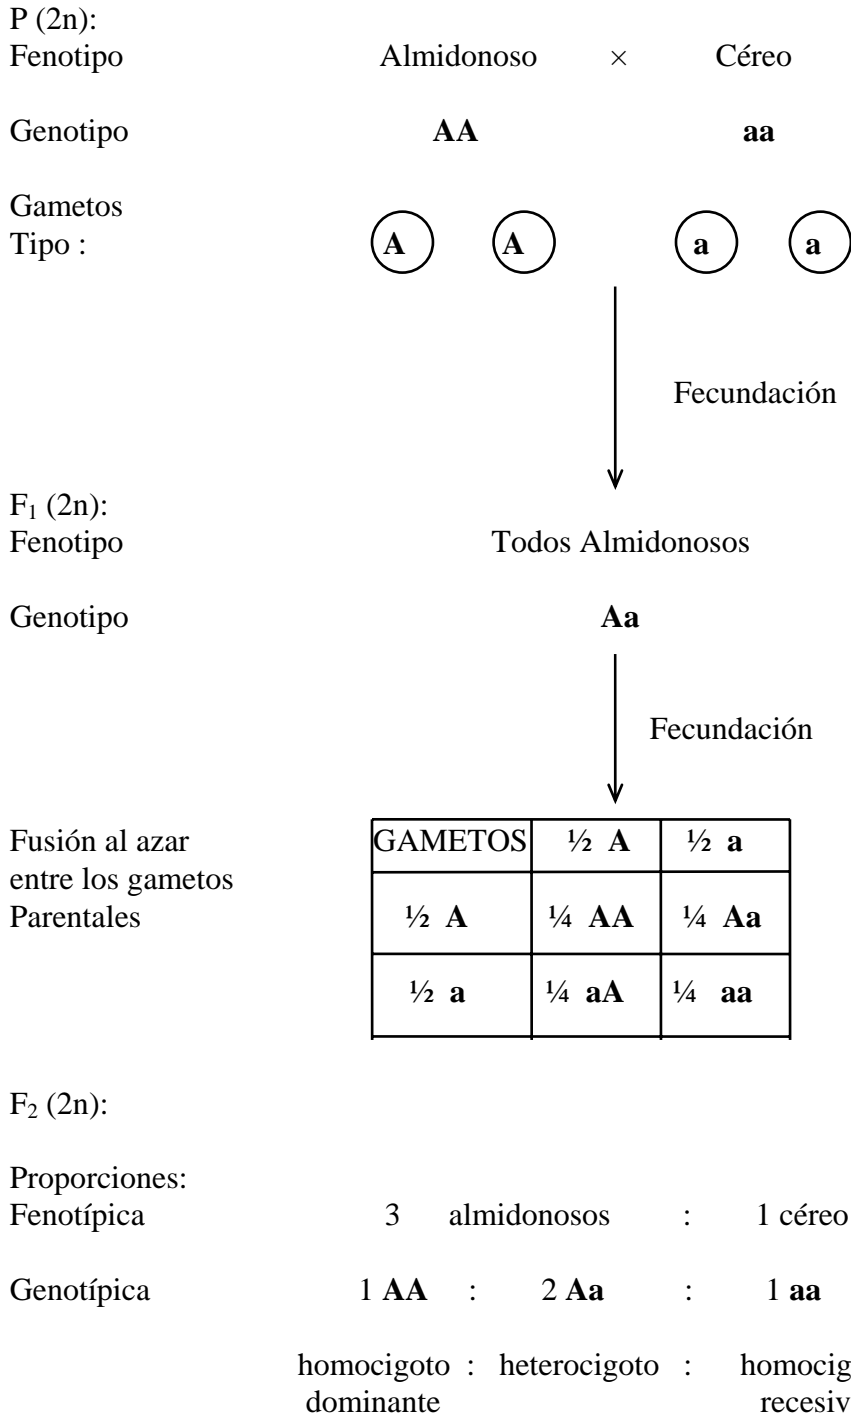 P (2n):
Fenotipo Almidonoso × Céreo
Genotipo AA aa
Gametos
Tipo : A A a a
Fecundación
F₁ (2n):
Fenotipo Todos Almidonosos
Genotipo Aa
Fecundación
Fusión al azar GAMETOS ½ A ½ a
entre los gametos
Parentales ½ A ¼ AA ¼ Aa
½ a ¼ aA ¼ aa
F₂ (2n):
Proporciones:
Fenotípica 3 almidonosos : 1 céreo
Genotípica 1 AA : 2 Aa : 1 aa
homocigoto : heterocigoto : homocig
dominante recesiv